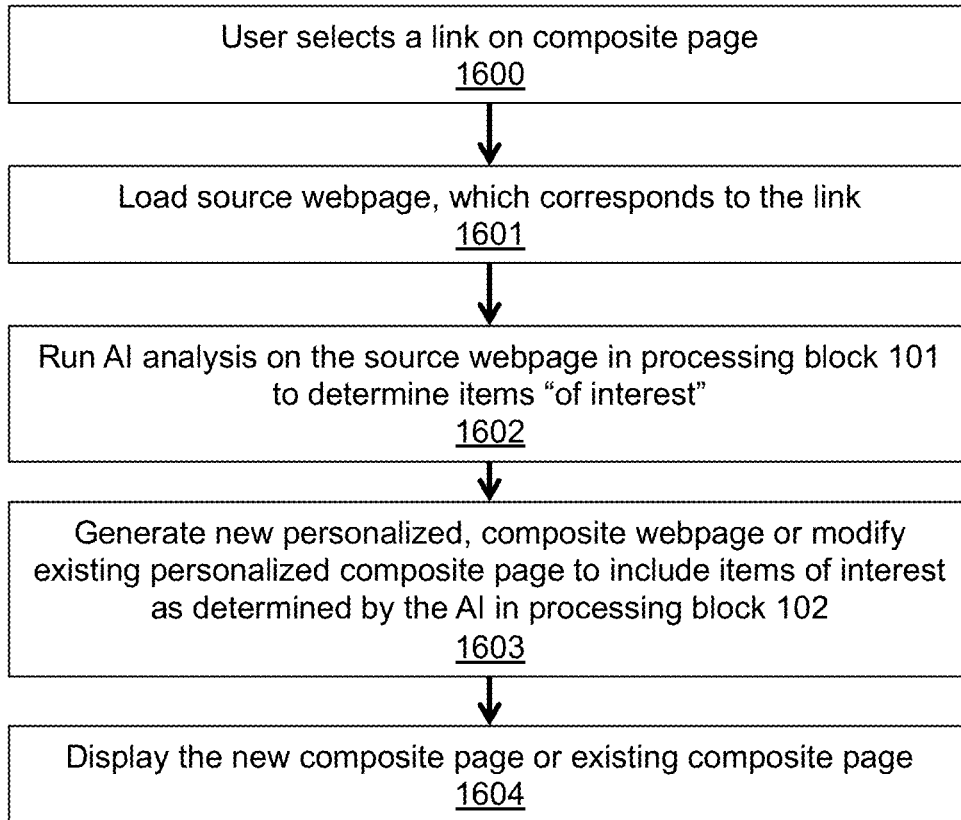 User selects a link on composite page
1600
Load source webpage, which corresponds to the link
1601
Run AI analysis on the source webpage in processing block 101
to determine items “of interest”
1602
Generate new personalized, composite webpage or modify
existing personalized composite page to include items of interest
as determined by the AI in processing block 102
1603
Display the new composite page or existing composite page
1604